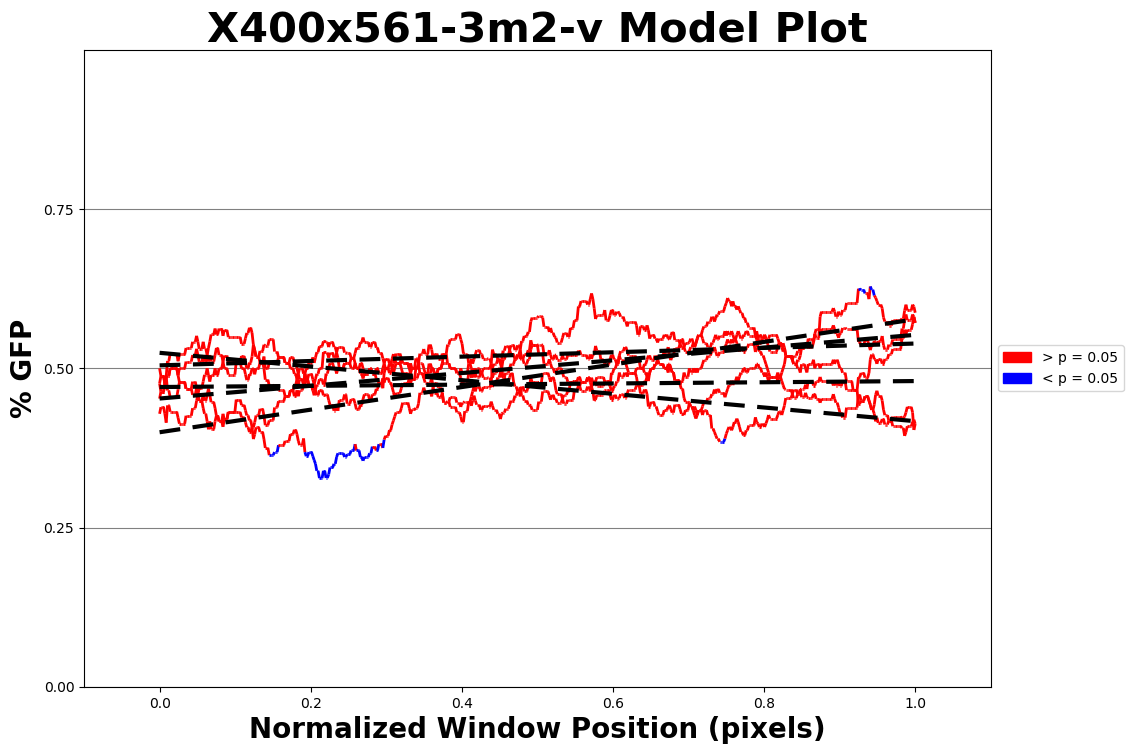 X400x561-3m2-v Model Plot
% GFP
0.75
0.50
0.25
0.00
0.0 0.2 0.4 0.6 0.8 1.0
Normalized Window Position (pixels)
> p = 0.05
< p = 0.05